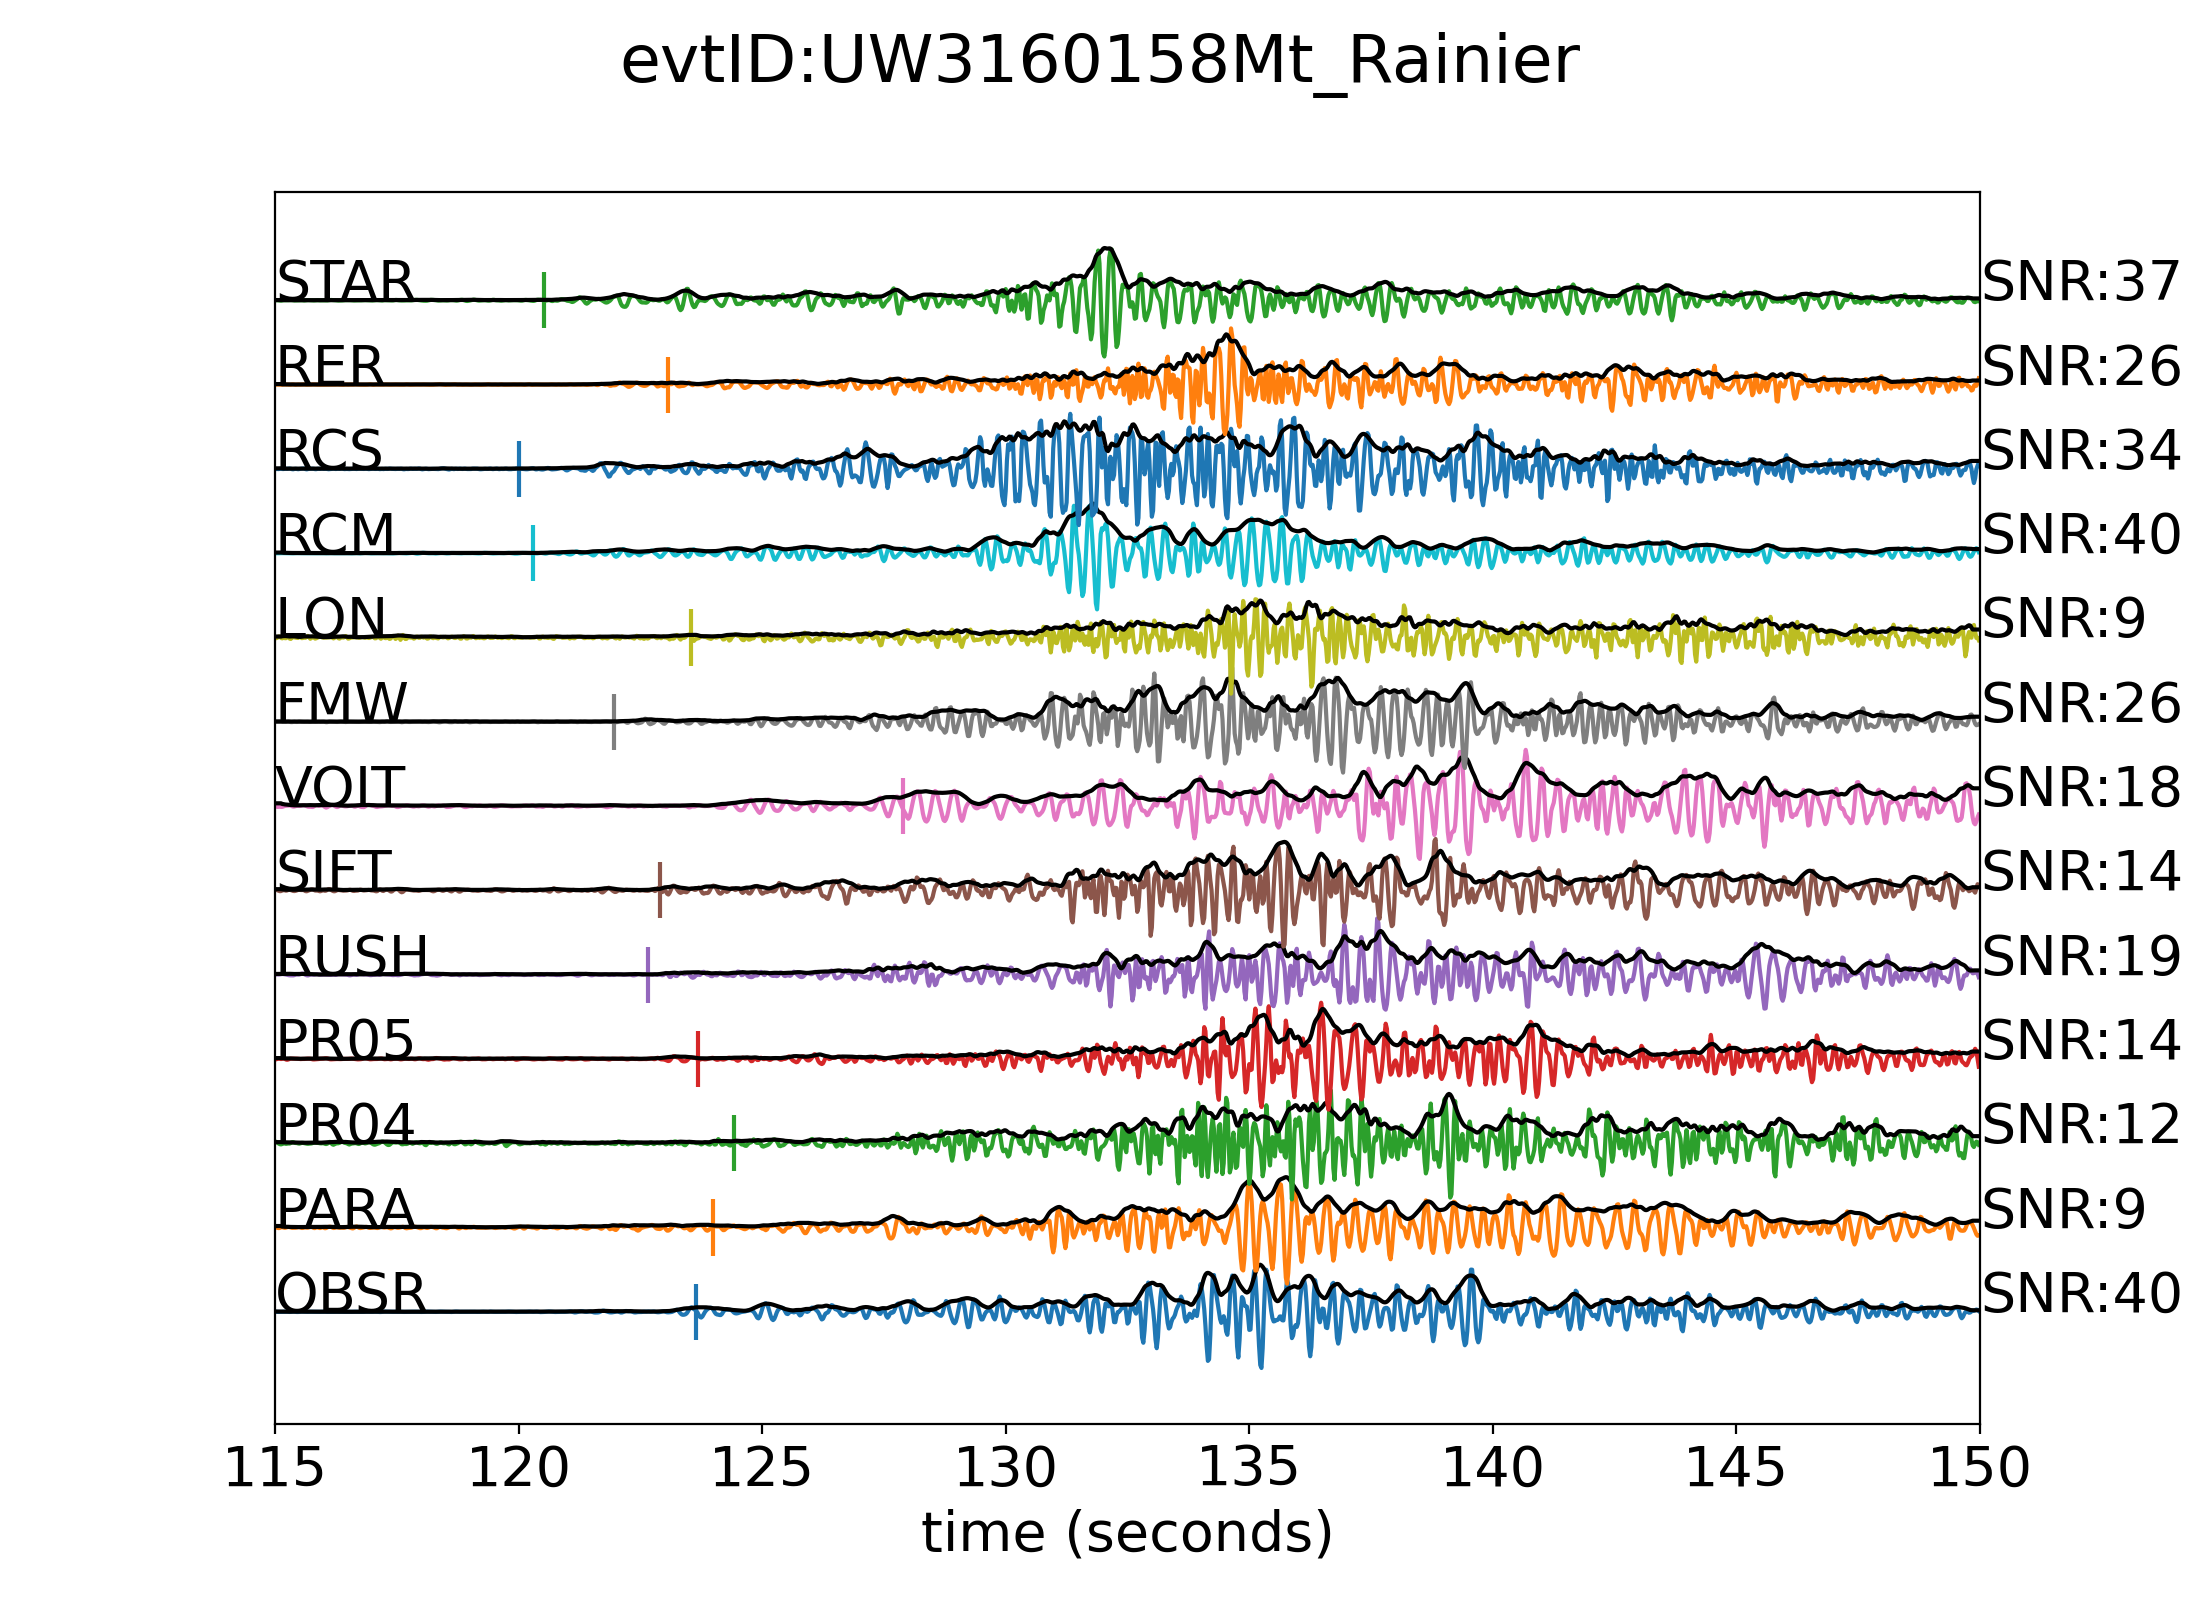 evtID:UW3160158Mt_Rainier
STAR SNR:37
RER SNR:26
RCS SNR:34
RCM SNR:40
LON SNR:9
FMW SNR:26
VOIT SNR:18
SIFT SNR:14
RUSH SNR:19
PR05 SNR:14
PR04 SNR:12
PARA SNR:9
OBSR SNR:40
115 120 125 130 135 140 145 150
time (seconds)